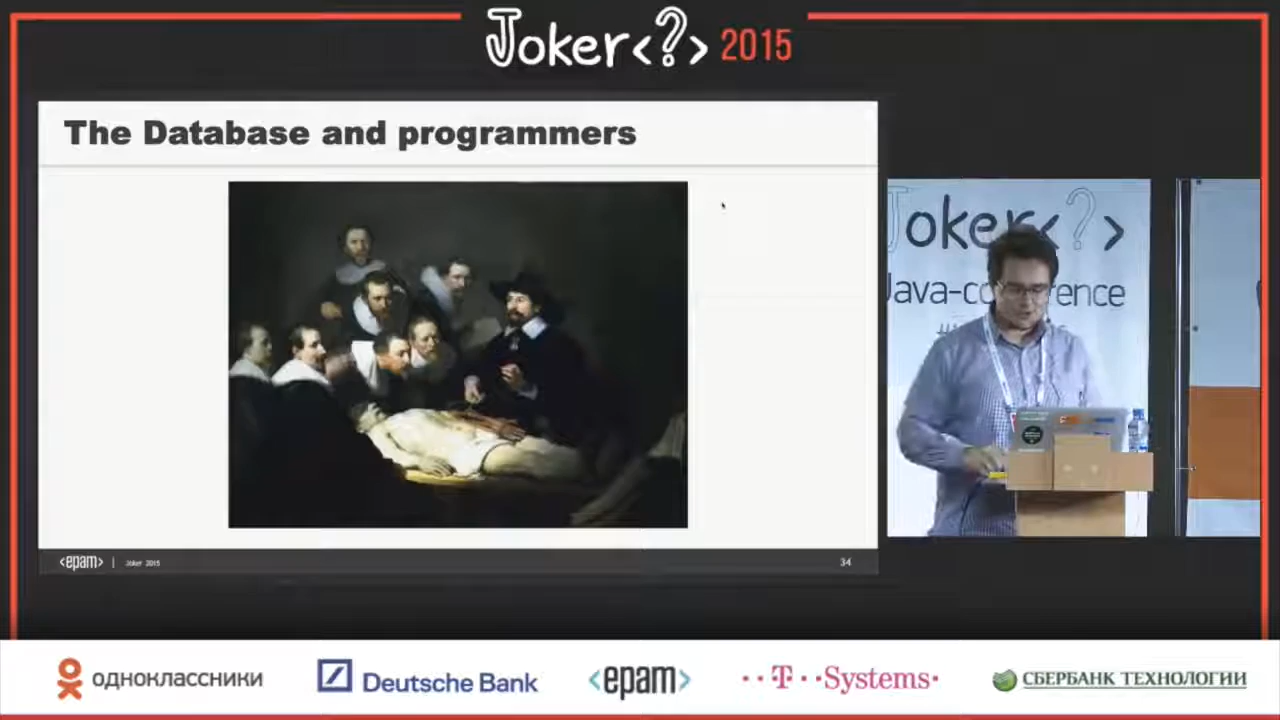 Joker<?> 2015
The Database and programmers
Joker<?>
Java-conference
<epam> | Joker 2015
34
одноклассники
Deutsche Bank
<epam>
··T··Systems·
СБЕРБАНК ТЕХНОЛОГИИ